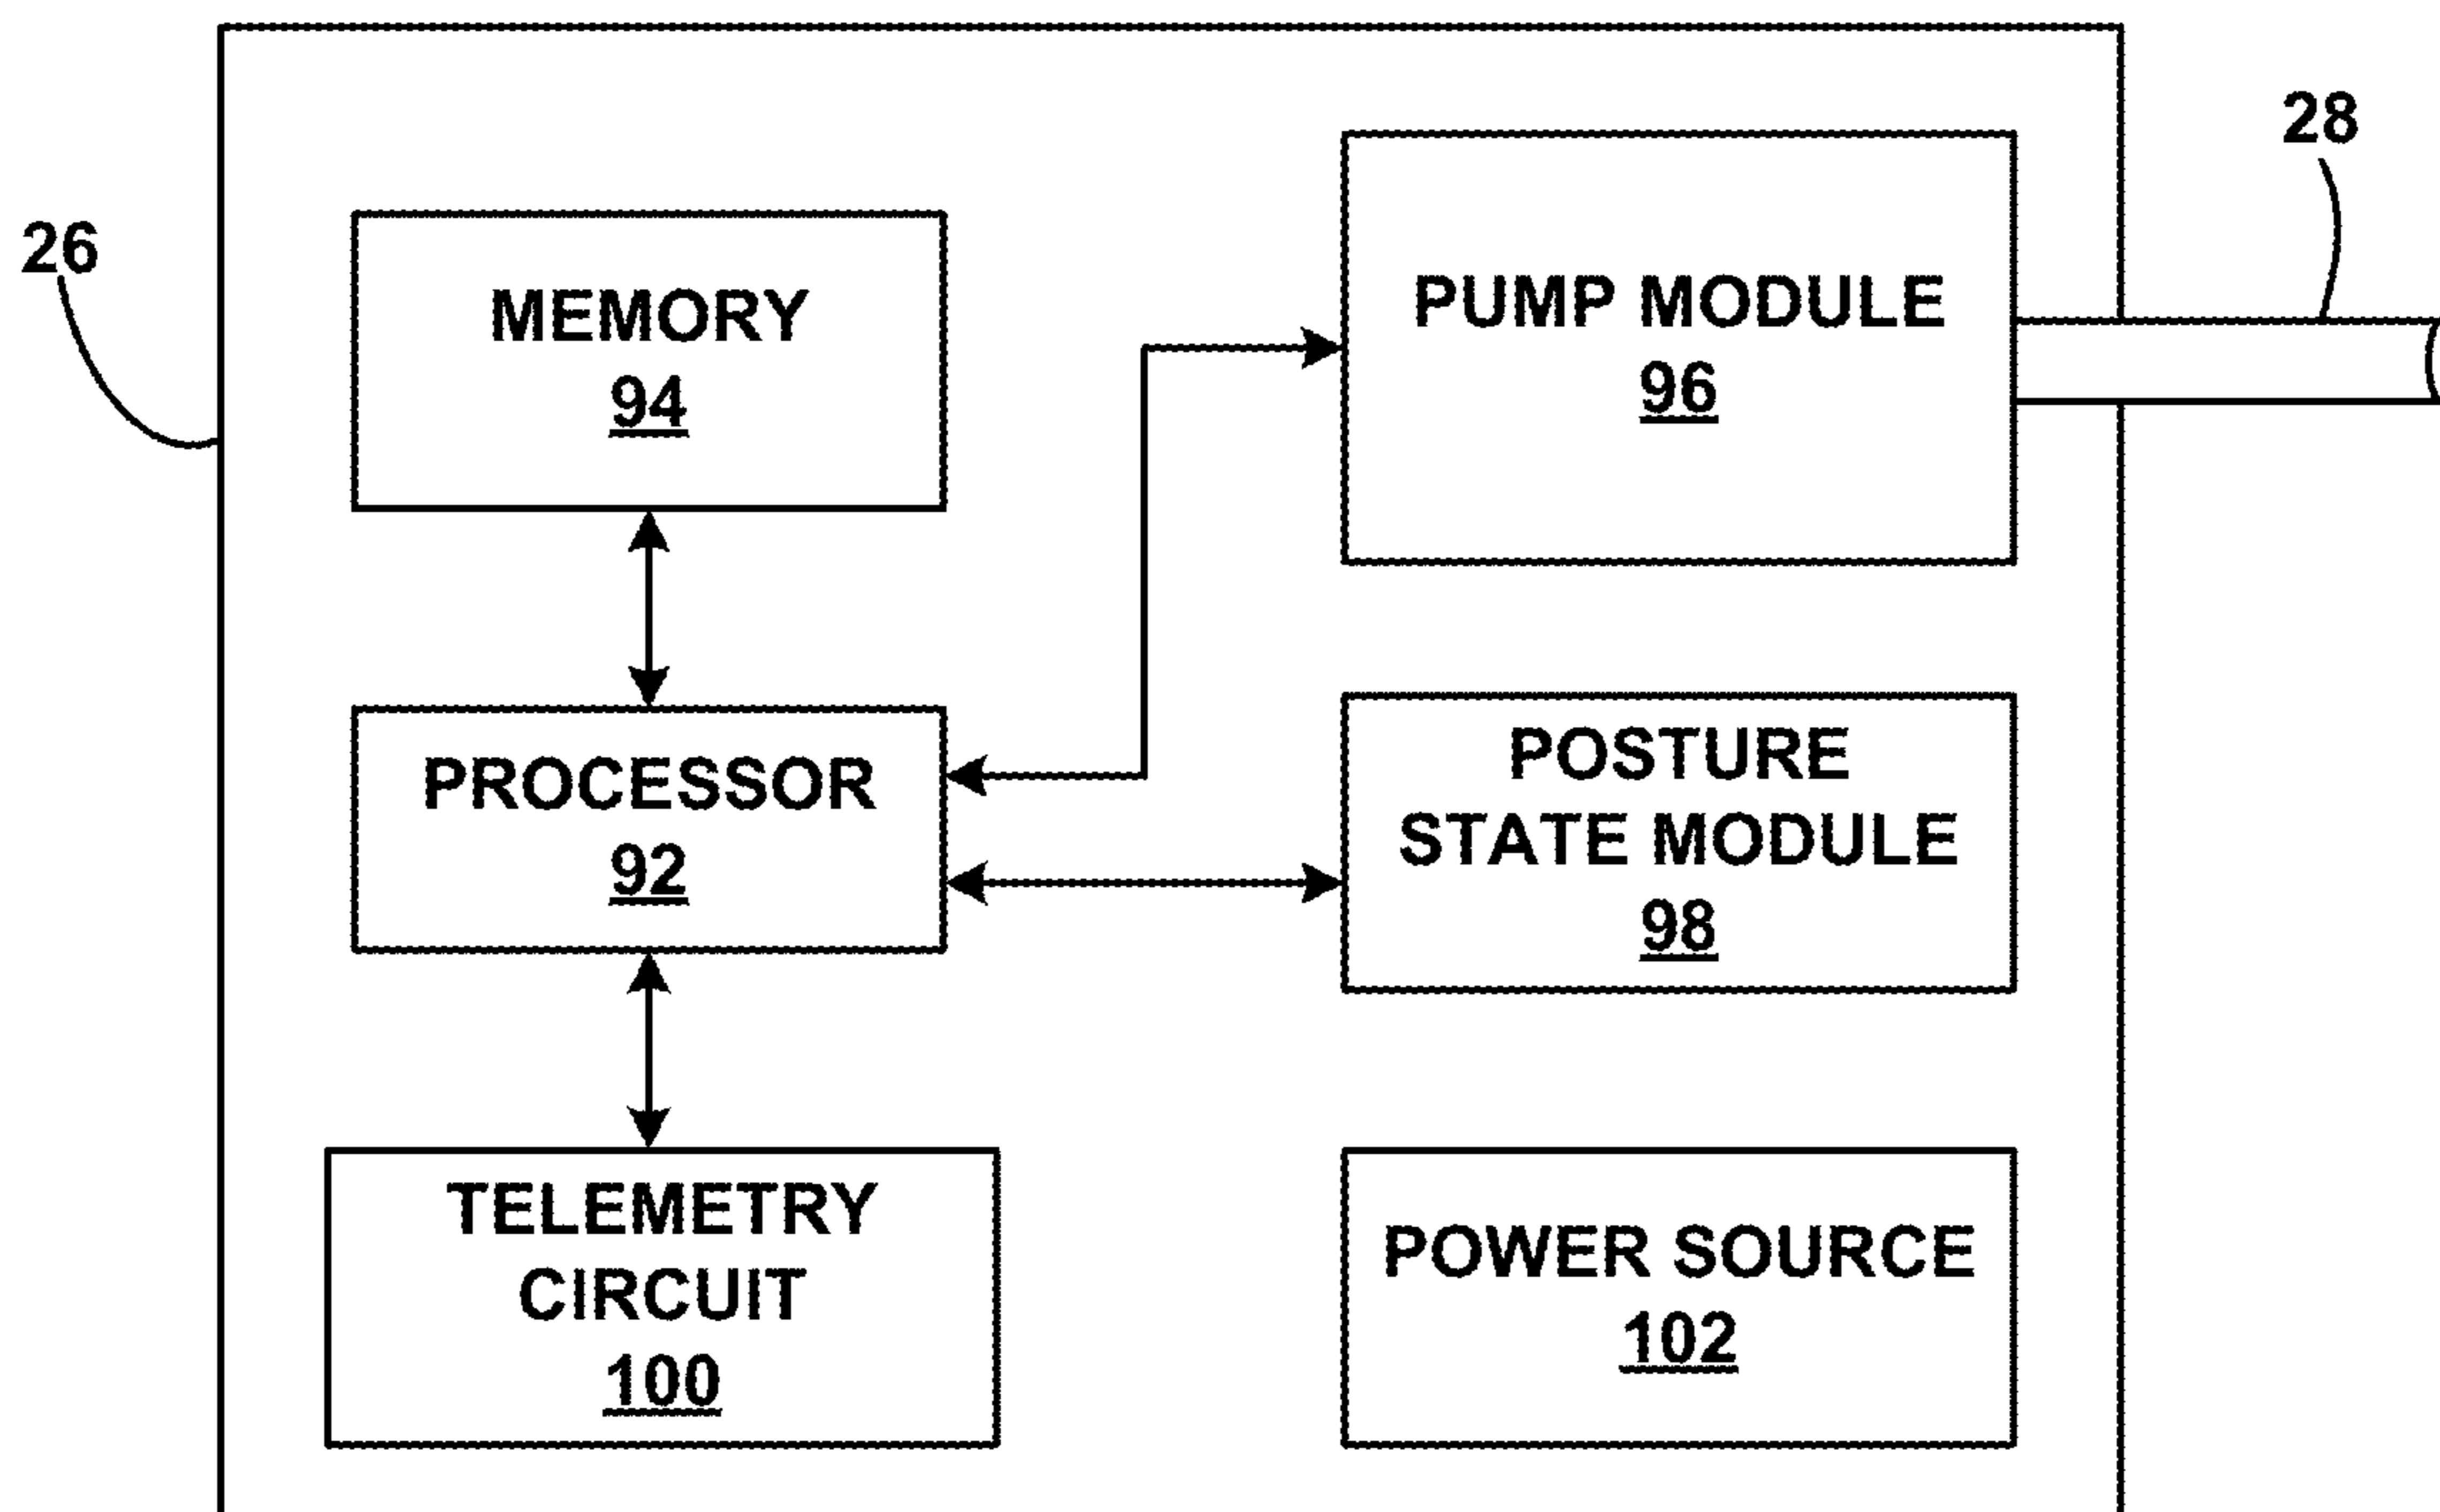 26
28
MEMORY
94
PUMP MODULE
96
PROCESSOR
92
POSTURE
STATE MODULE
98
TELEMETRY
CIRCUIT
100
POWER SOURCE
102